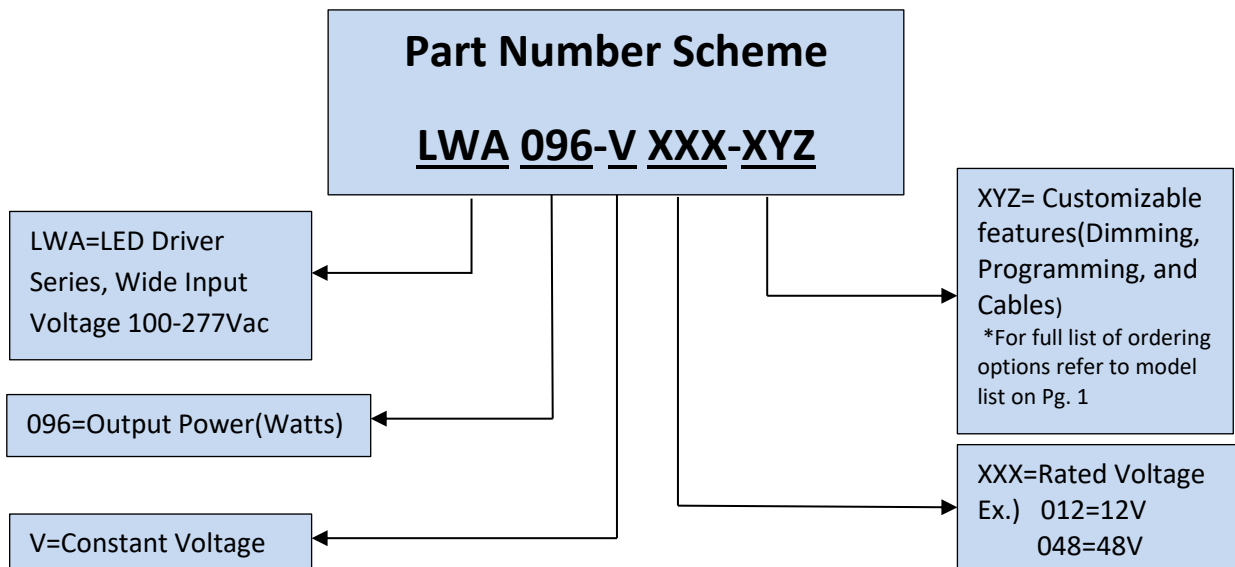 Part Number Scheme
LWA 096-V XXX-XYZ
LWA=LED Driver
Series, Wide Input
Voltage 100-277Vac
096=Output Power(Watts)
V=Constant Voltage
XYZ= Customizable
features(Dimming,
Programming, and
Cables)
*For full list of ordering
options refer to model
list on Pg. 1
XXX=Rated Voltage
Ex.) 012=12V
048=48V